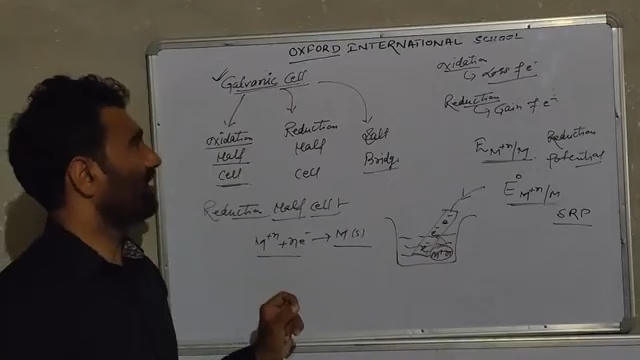 OXFORD INTERNATIONAL SCHOOL
Galvanic Cell
Oxidation Half Cell
Reduction Half Cell
Salt Bridge
Reduction Half Cell
M⁺ⁿ + ne⁻ → M(s)
Oxidation
↳ Loss of e⁻
Reduction
↳ Gain of e⁻
E M⁺ⁿ/M
Reduction Potential
E° M⁺ⁿ/M
SRP